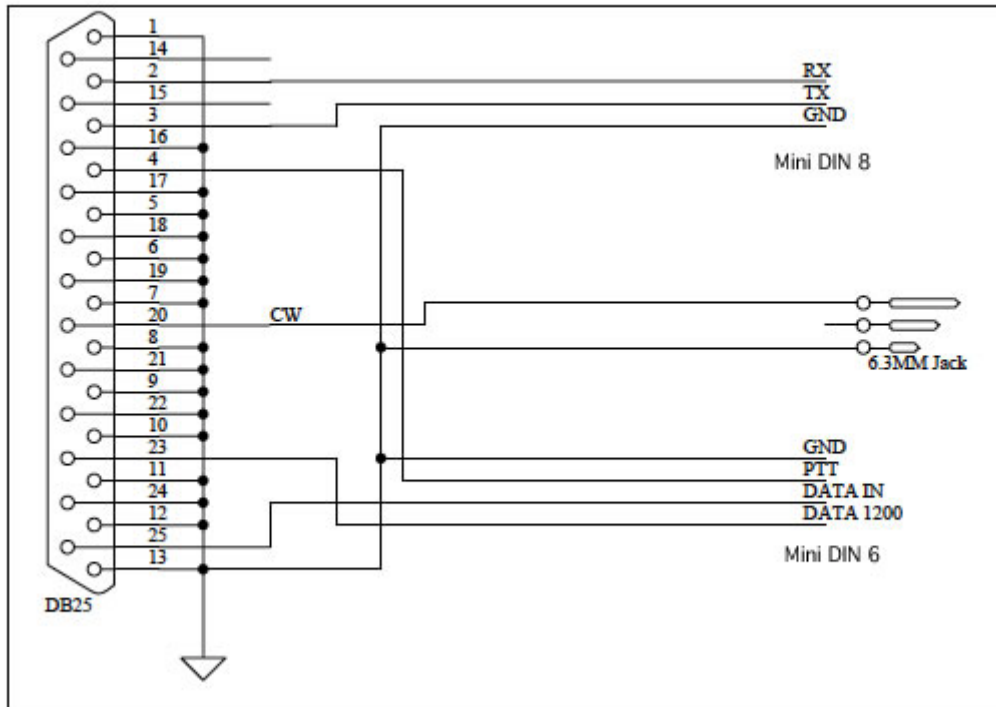 1
14
2
15
3
16
4
17
5
18
6
19
7
20
8
21
9
22
10
23
11
24
12
25
13
DB25
CW
RX
TX
GND
Mini DIN 8
6.3MM Jack
GND
PTT
DATA IN
DATA 1200
Mini DIN 6